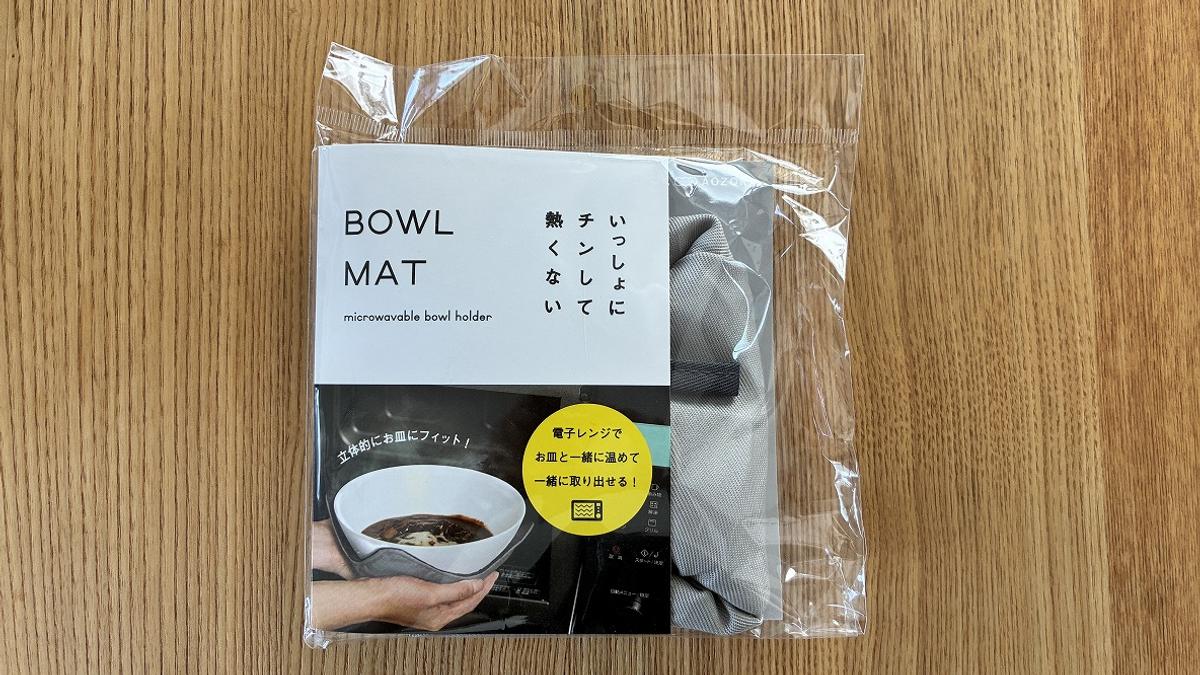 BOWL
MAT
microwavable bowl holder
いっしょに
チンして
熱くない
立体的にお皿にフィット！
電子レンジで
お皿と一緒に温めて
一緒に取り出せる！